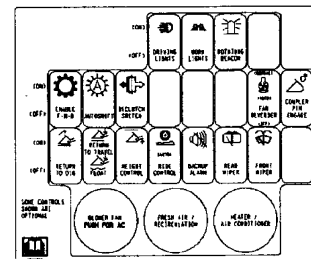 (ON)
(OFF)
DRIVING LIGHTS
WORK LIGHTS
ROTATING BEACON
(ON)
(OFF)
ENABLE F-N-R
AUTOSHIFT
DECLUTCH SWITCH
FAN REVERSER
(OFF)
COUPLER PIN ENGAGE
(ON)
(OFF)
RETURN TO DIG
RETURN TO TRAVEL
FLOAT
HEIGHT CONTROL
RIDE CONTROL
BACKUP ALARM
REAR WIPER
FRONT WIPER
SOME CONTROLS
SHOWN ARE
OPTIONAL
BLOWER FAN
PUSH FOR AC
FRESH AIR /
RECIRCULATION
HEATER /
AIR CONDITIONER